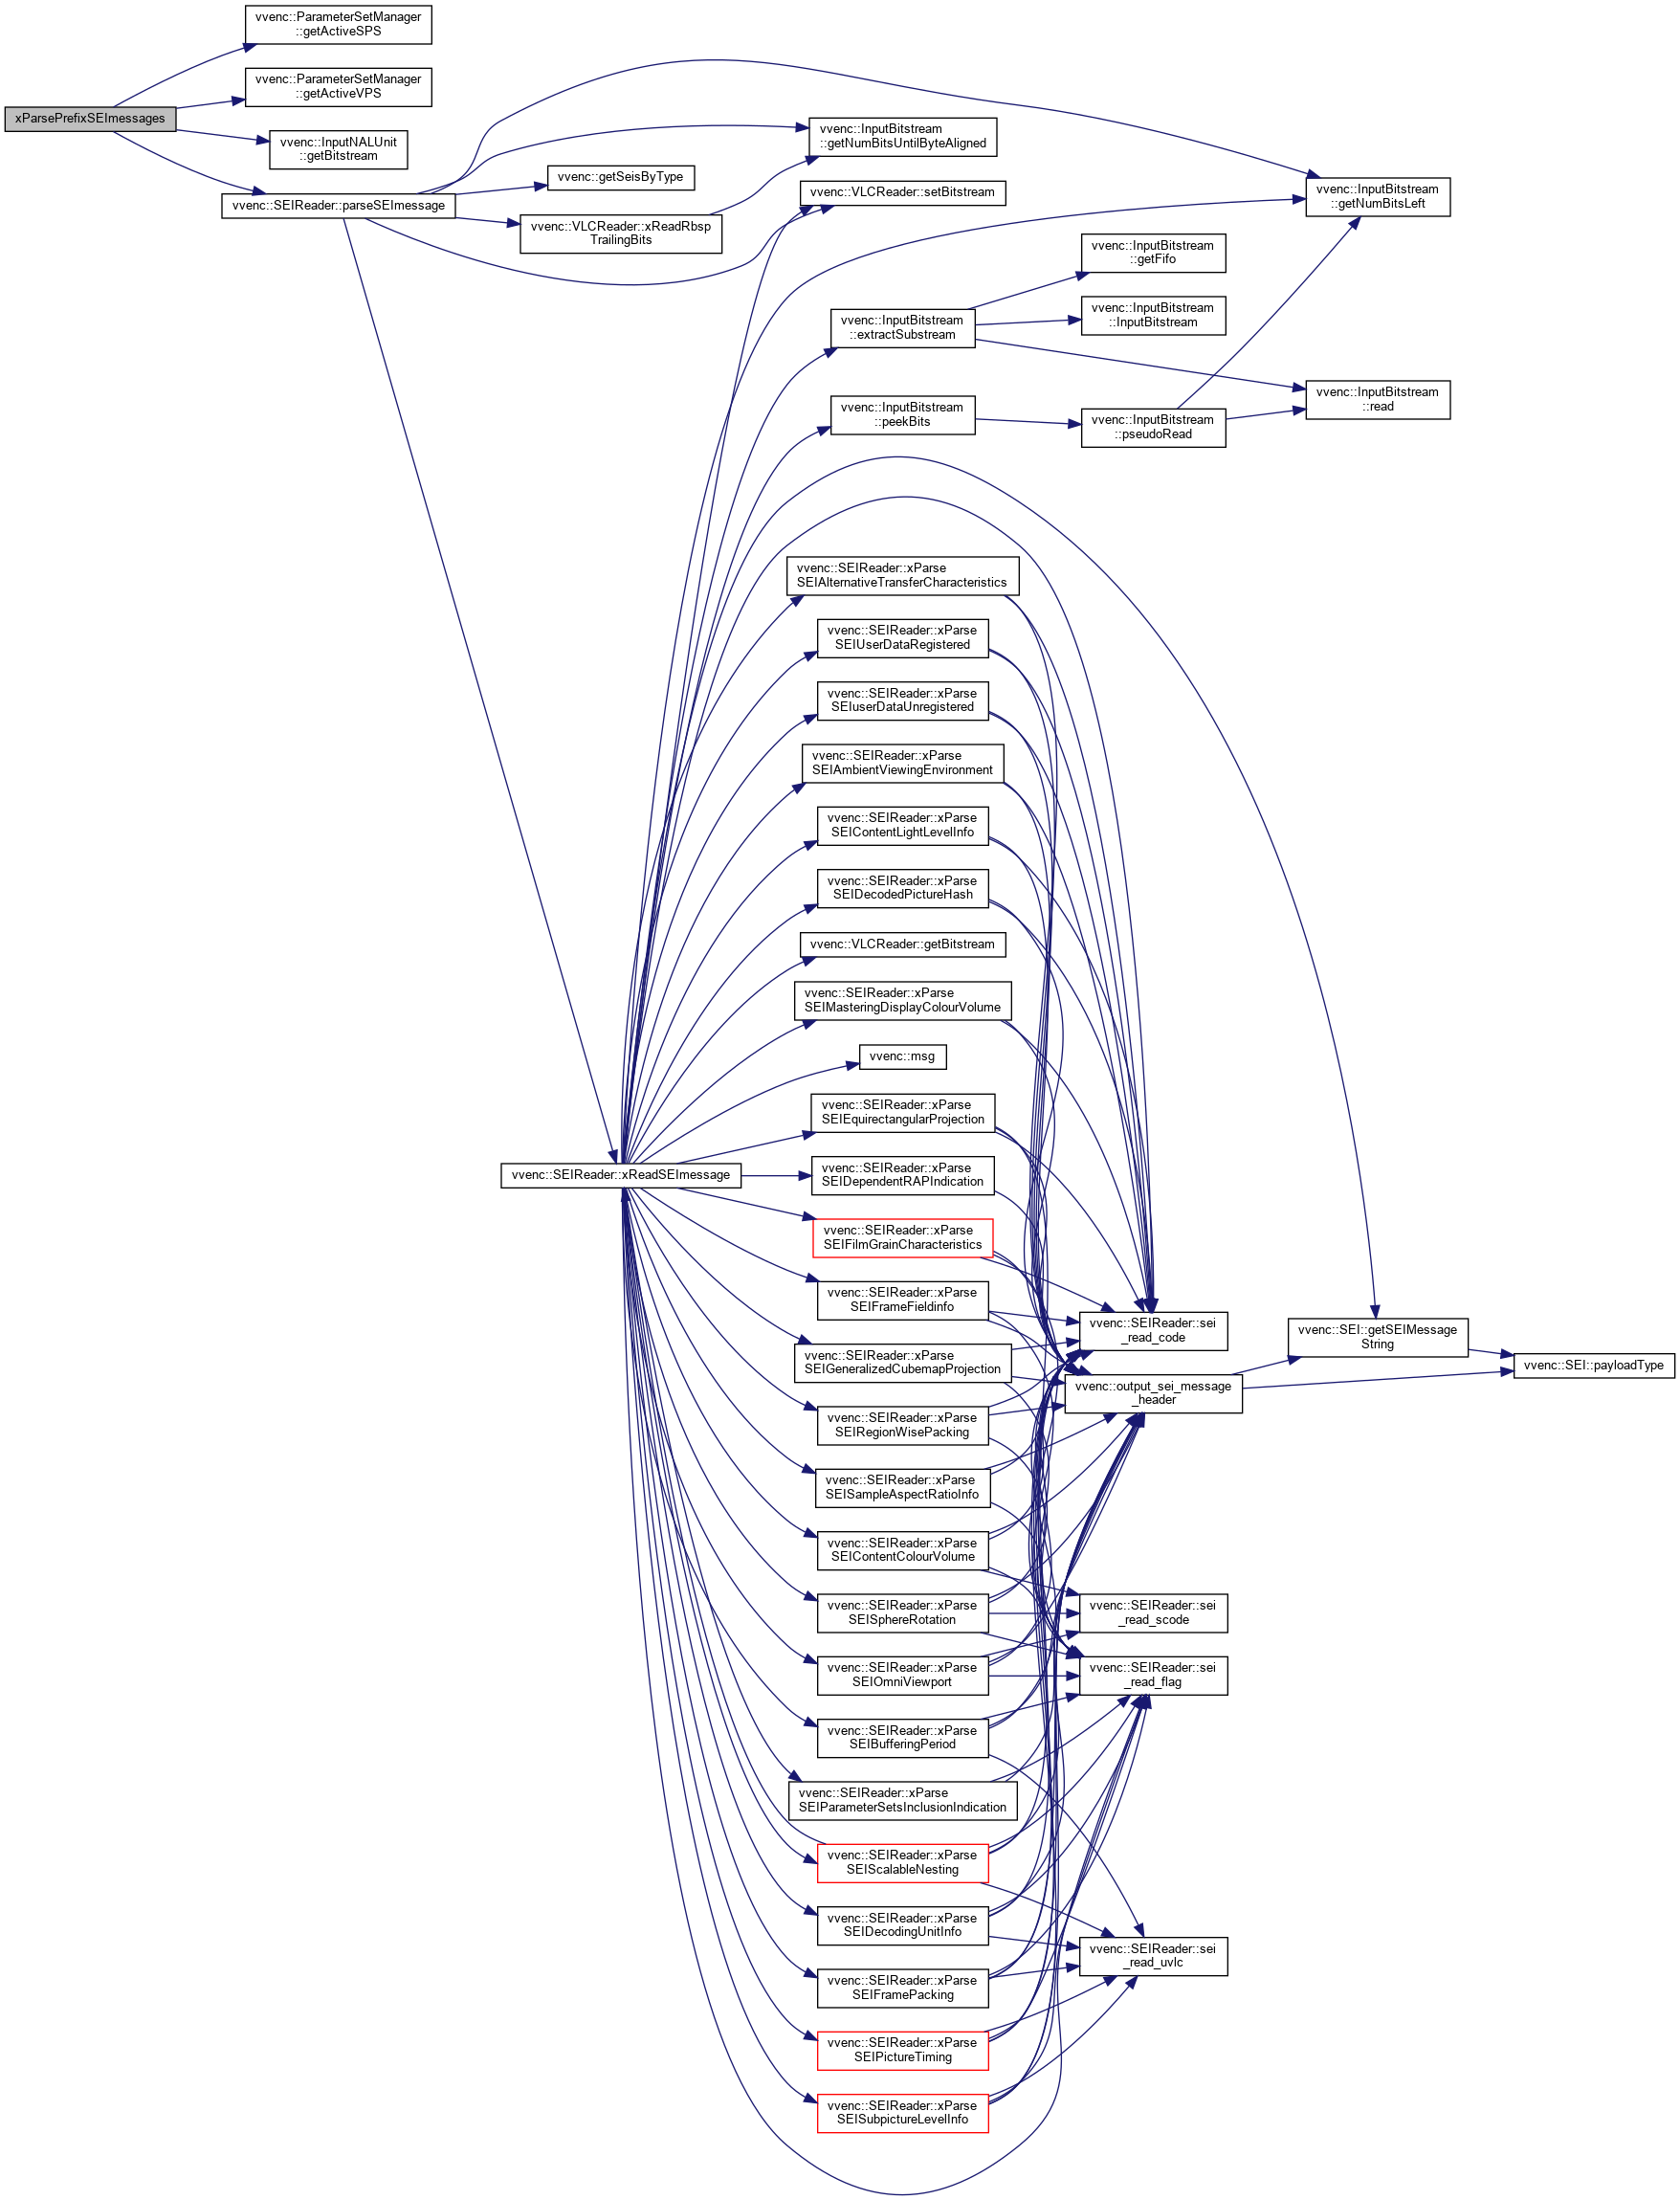 vvenc::ParameterSetManager
::getActiveSPS
vvenc::ParameterSetManager
::getActiveVPS
xParsePrefixSEImessages
vvenc::InputNALUnit
::getBitstream
vvenc::SEIReader::parseSEImessage
vvenc::getSeisByType
vvenc::VLCReader::xReadRbsp
TrailingBits
vvenc::InputBitstream
::getNumBitsUntilByteAligned
vvenc::VLCReader::setBitstream
vvenc::InputBitstream
::getNumBitsLeft
vvenc::InputBitstream
::getFifo
vvenc::InputBitstream
::extractSubstream
vvenc::InputBitstream
::InputBitstream
vvenc::InputBitstream
::read
vvenc::InputBitstream
::peekBits
vvenc::InputBitstream
::pseudoRead
vvenc::SEIReader::xParse
SEIAlternativeTransferCharacteristics
vvenc::SEIReader::xParse
SEIUserDataRegistered
vvenc::SEIReader::xParse
SEIuserDataUnregistered
vvenc::SEIReader::xParse
SEIAmbientViewingEnvironment
vvenc::SEIReader::xParse
SEIContentLightLevelInfo
vvenc::SEIReader::xParse
SEIDecodedPictureHash
vvenc::VLCReader::getBitstream
vvenc::SEIReader::xParse
SEIMasteringDisplayColourVolume
vvenc::msg
vvenc::SEIReader::xParse
SEIEquirectangularProjection
vvenc::SEIReader::xReadSEImessage
vvenc::SEIReader::xParse
SEIDependentRAPIndication
vvenc::SEIReader::xParse
SEIFilmGrainCharacteristics
vvenc::SEIReader::xParse
SEIFrameFieldinfo
vvenc::SEIReader::sei
_read_code
vvenc::SEI::getSEIMessage
String
vvenc::SEI::payloadType
vvenc::SEIReader::xParse
SEIGeneralizedCubemapProjection
vvenc::output_sei_message
_header
vvenc::SEIReader::xParse
SEIRegionWisePacking
vvenc::SEIReader::xParse
SEISampleAspectRatioInfo
vvenc::SEIReader::xParse
SEIContentColourVolume
vvenc::SEIReader::xParse
SEISphereRotation
vvenc::SEIReader::sei
_read_scode
vvenc::SEIReader::xParse
SEIOmniViewport
vvenc::SEIReader::sei
_read_flag
vvenc::SEIReader::xParse
SEIBufferingPeriod
vvenc::SEIReader::xParse
SEIParameterSetsInclusionIndication
vvenc::SEIReader::xParse
SEIScalableNesting
vvenc::SEIReader::xParse
SEIDecodingUnitInfo
vvenc::SEIReader::sei
_read_uvlc
vvenc::SEIReader::xParse
SEIFramePacking
vvenc::SEIReader::xParse
SEIPictureTiming
vvenc::SEIReader::xParse
SEISubpictureLevelInfo